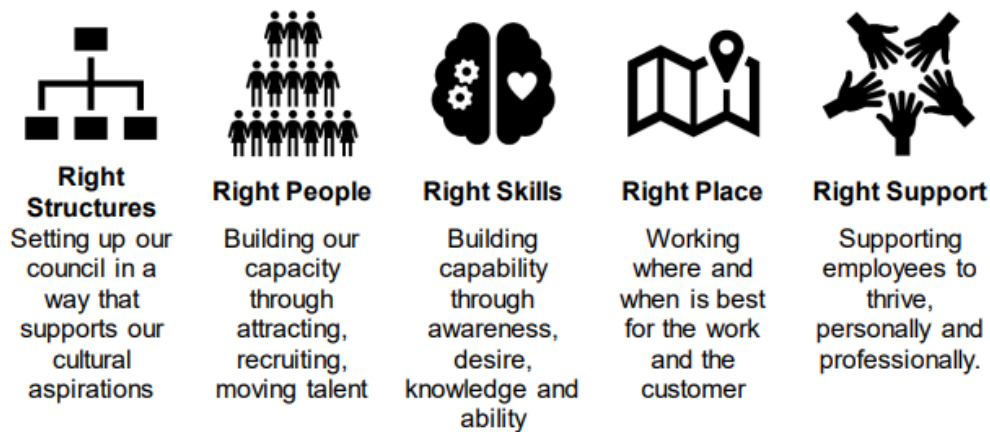 Right
Structures
Setting up our
council in a
way that
supports our
cultural
aspirations
Right People
Building our
capacity
through
attracting,
recruiting,
moving talent
Right Skills
Building
capability
through
awareness,
desire,
knowledge and
ability
Right Place
Working
where and
when is best
for the work
and the
customer
Right Support
Supporting
employees to
thrive,
personally and
professionally.